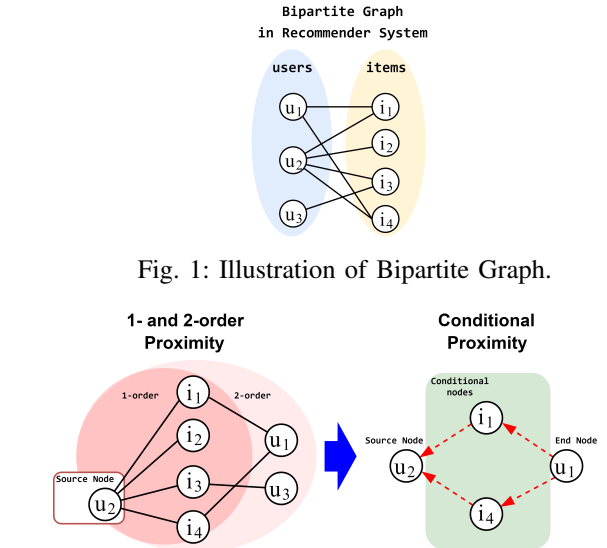 Bipartite Graph
in Recommender System
users
items
u1
i1
i2
u2
i3
u3
i4
Fig. 1: Illustration of Bipartite Graph.
1- and 2-order
Proximity
1-order
2-order
i1
i2
u1
Source Node
i3
u3
u2
i4
Conditional
Proximity
Conditional
nodes
i1
Source Node
End Node
u2
u1
i4